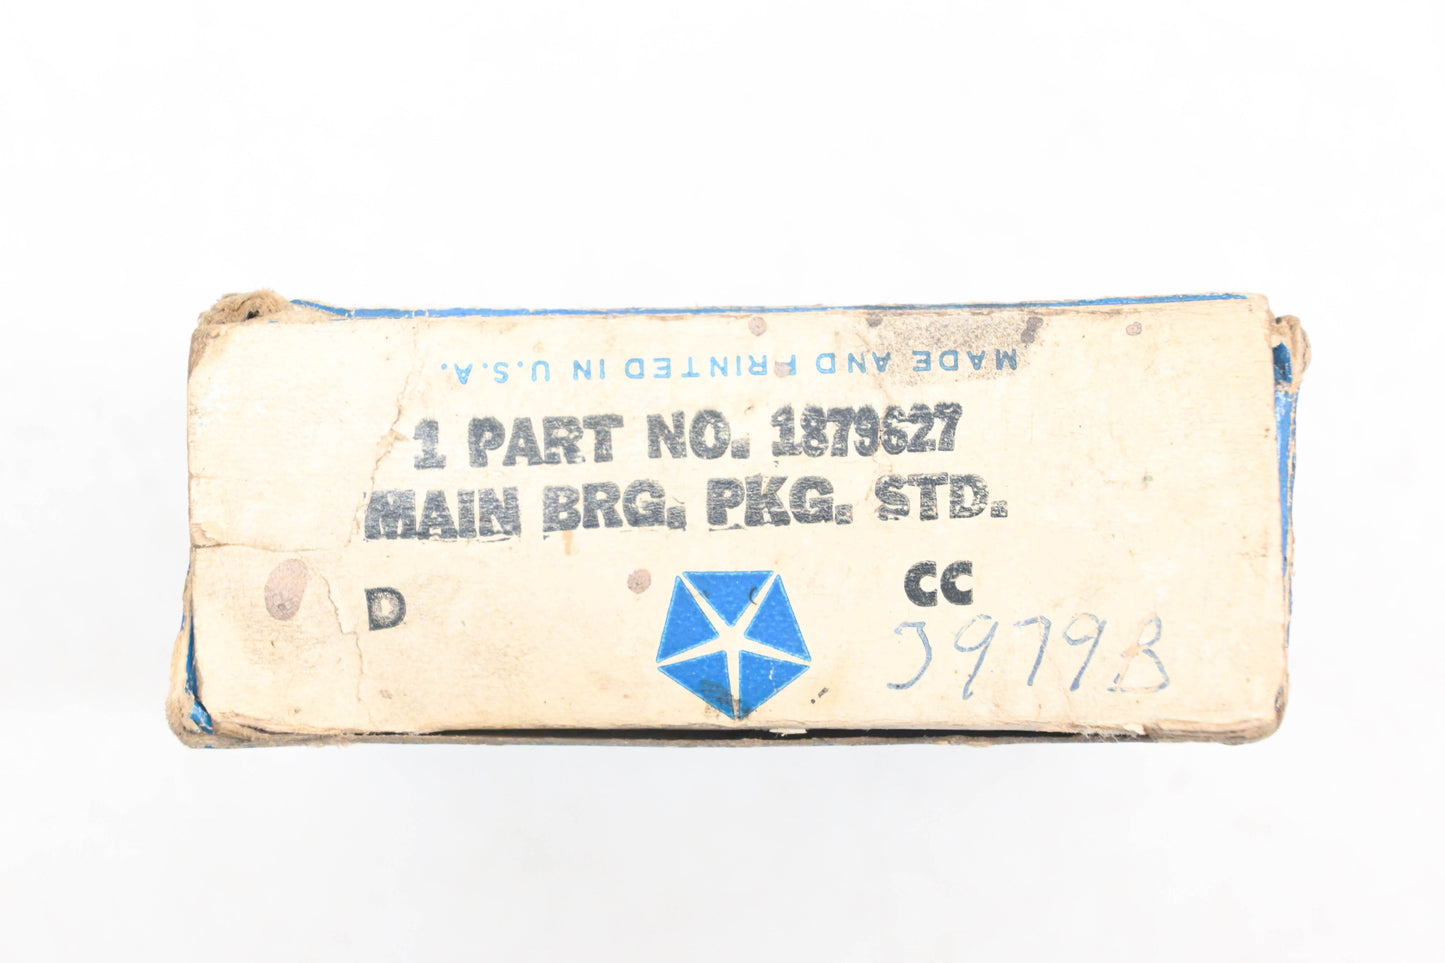 MADE AND PRINTED IN U.S.A.
1 PART NO. 1879627
MAIN BRG. PKG. STD.
D CC
J979B